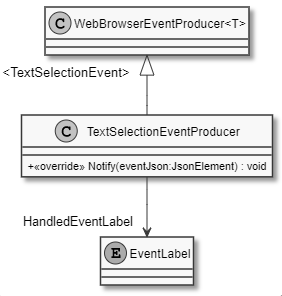 C WebBrowserEventProducer<T>
<TextSelectionEvent>
C TextSelectionEventProducer
+«override» Notify(eventJson:JsonElement) : void
HandledEventLabel
E EventLabel